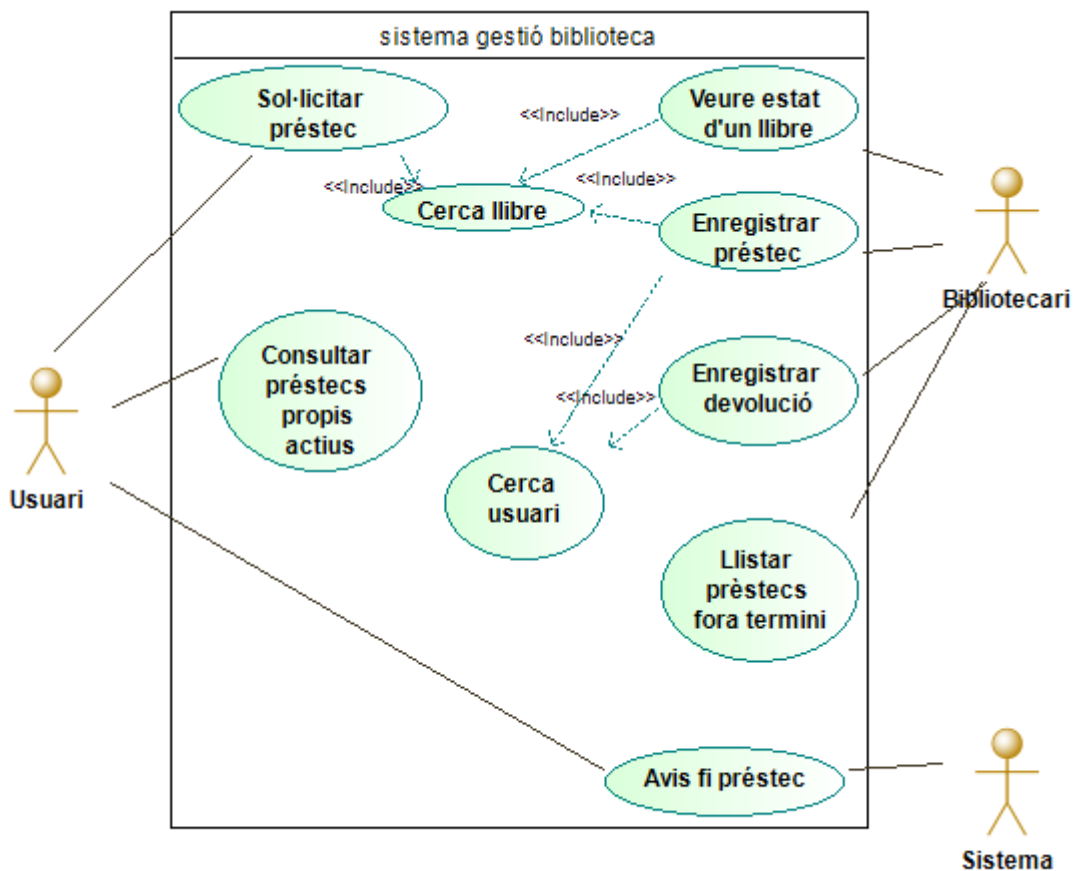 sistema gestió biblioteca
Sol·licitar
préstec
<<Include>>
Veure estat
d'un llibre
<<Include>>
<<Include>>
Cerca llibre
Enregistrar
préstec
Bibliotecari
<<Include>>
Consultar
préstecs
propis
actius
Enregistrar
devolució
<<Include>>
Usuari
Cerca
usuari
Llistar
prèstecs
fora termini
Avis fi préstec
Sistema